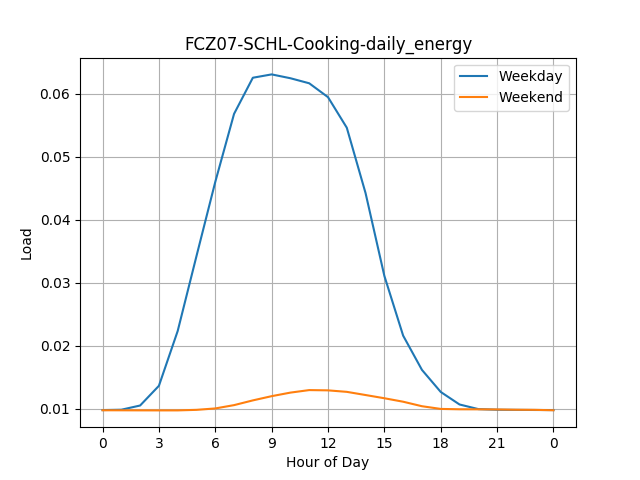 FCZ07-SCHL-Cooking-daily_energy
Weekday
Weekend
0.06
0.05
0.04
0.03
0.02
0.01
Load
0 3 6 9 12 15 18 21 0
Hour of Day